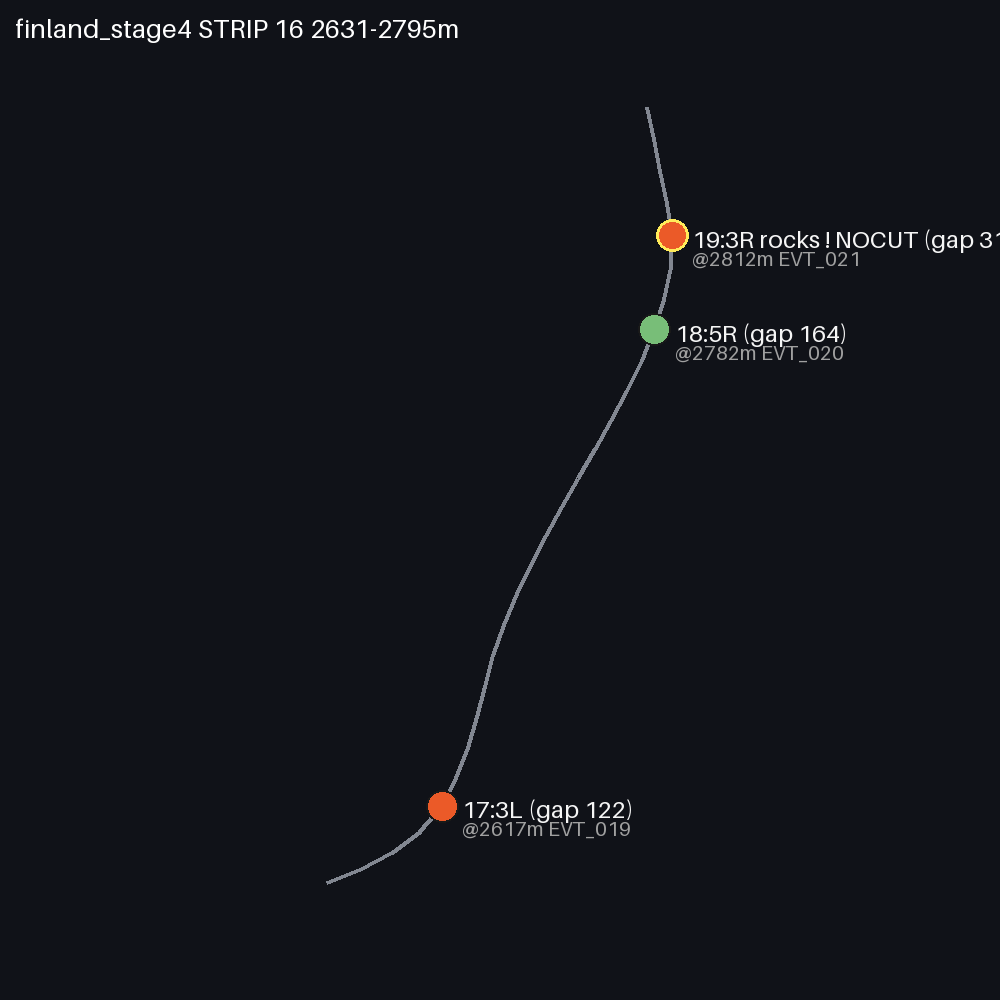 finland_stage4 STRIP 16 2631-2795m
19:3R rocks ! NOCUT (gap 31
@2812m EVT_021
18:5R (gap 164)
@2782m EVT_020
17:3L (gap 122)
@2617m EVT_019